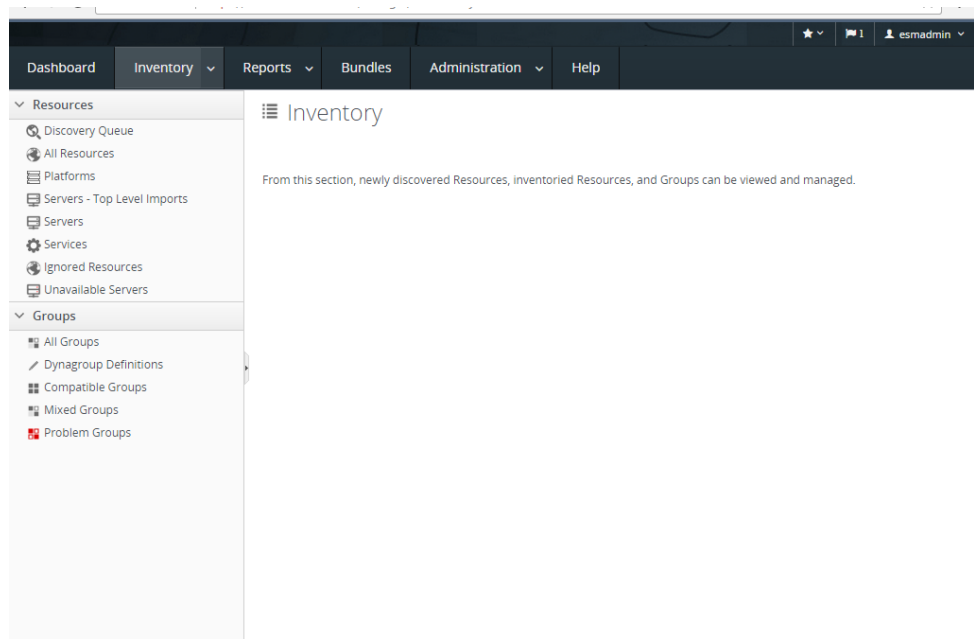 1 esmadmin
Dashboard Inventory Reports Bundles Administration Help
Resources
Discovery Queue
All Resources
Platforms
Servers - Top Level Imports
Servers
Services
Ignored Resources
Unavailable Servers
Groups
All Groups
Dynagroup Definitions
Compatible Groups
Mixed Groups
Problem Groups
Inventory
From this section, newly discovered Resources, inventoried Resources, and Groups can be viewed and managed.